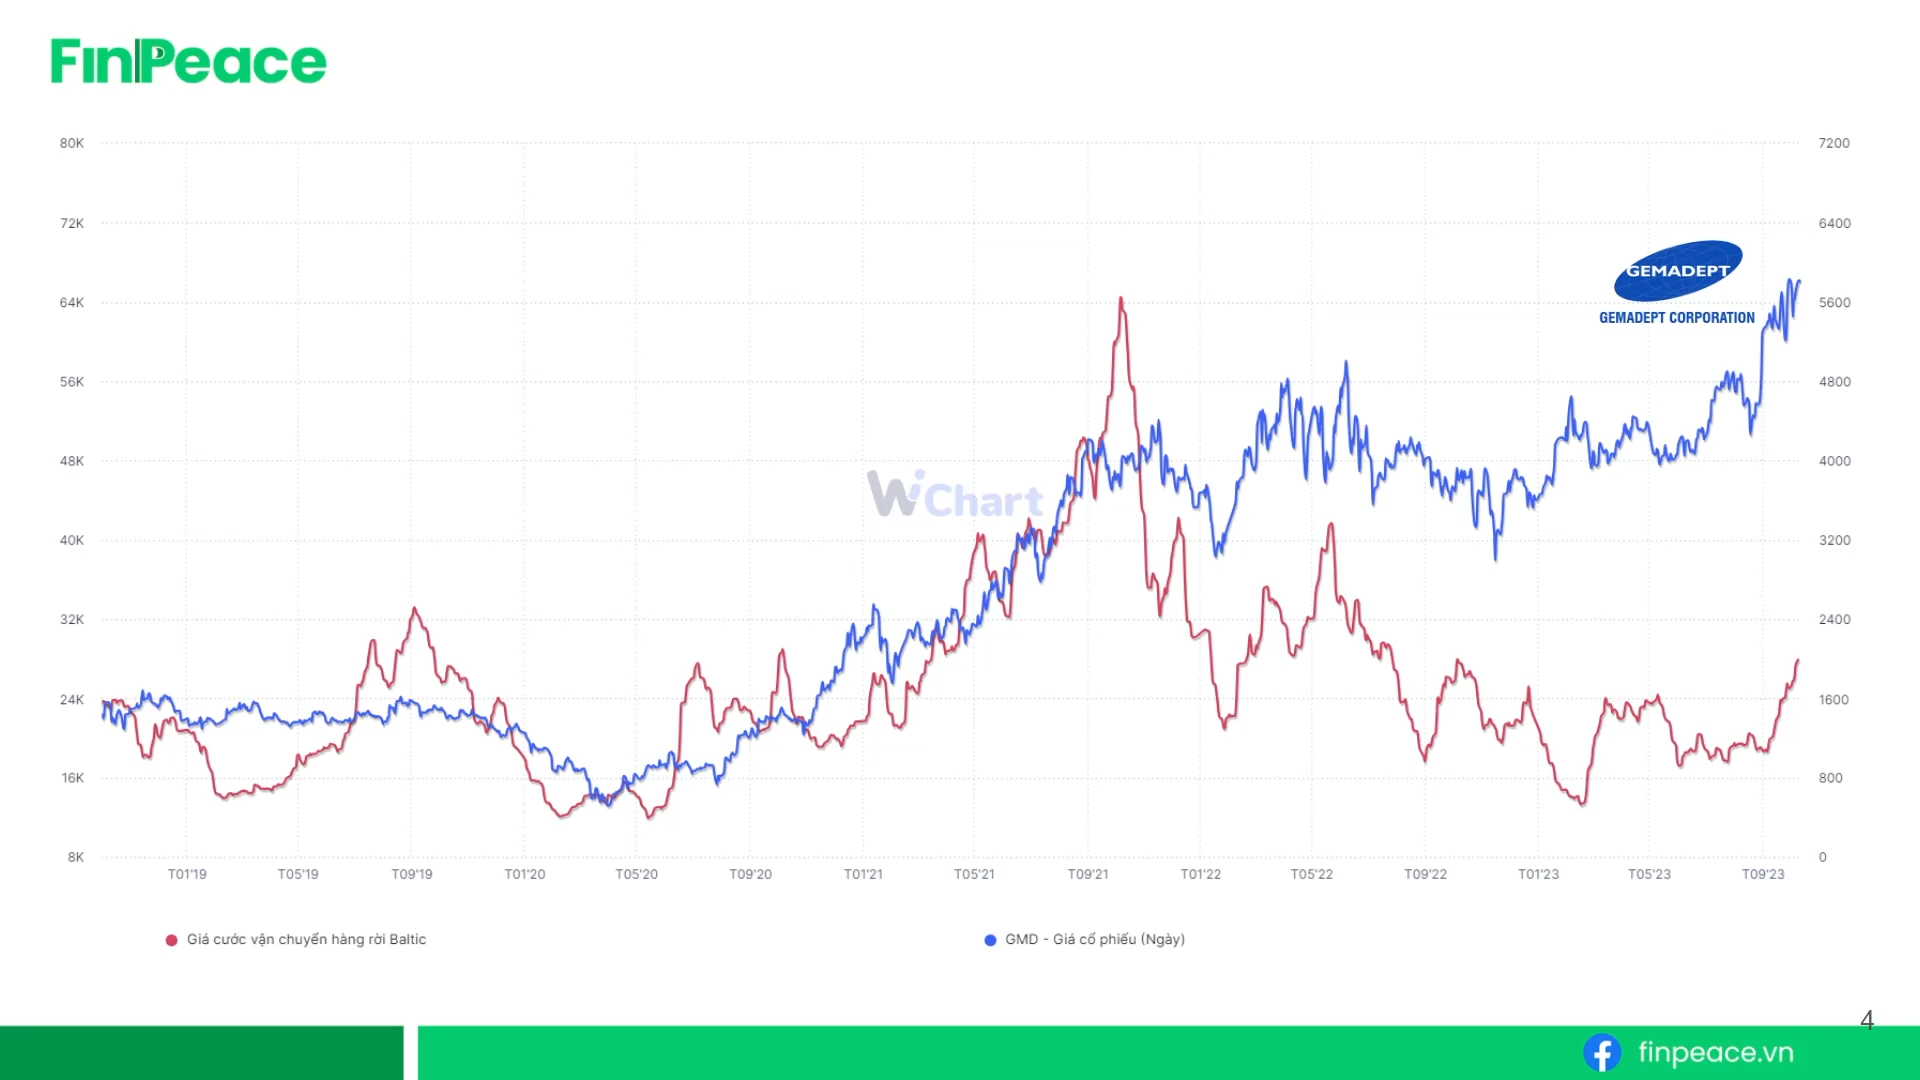 FinPeace
80K
7200
72K
6400
GEMADEPT
64K
5600
GEMADEPT CORPORATION
56K
4800
48K
4000
WiChart
40K
3200
32K
2400
24K
1600
16K
800
8K
0
T01'19 T05'19 T09'19 T01'20 T05'20 T09'20 T01'21 T05'21 T09'21 T01'22 T05'22 T09'22 T01'23 T05'23 T09'23
Giá cước vận chuyển hàng rời Baltic
GMD - Giá cổ phiếu (Ngày)
4
finpeace.vn